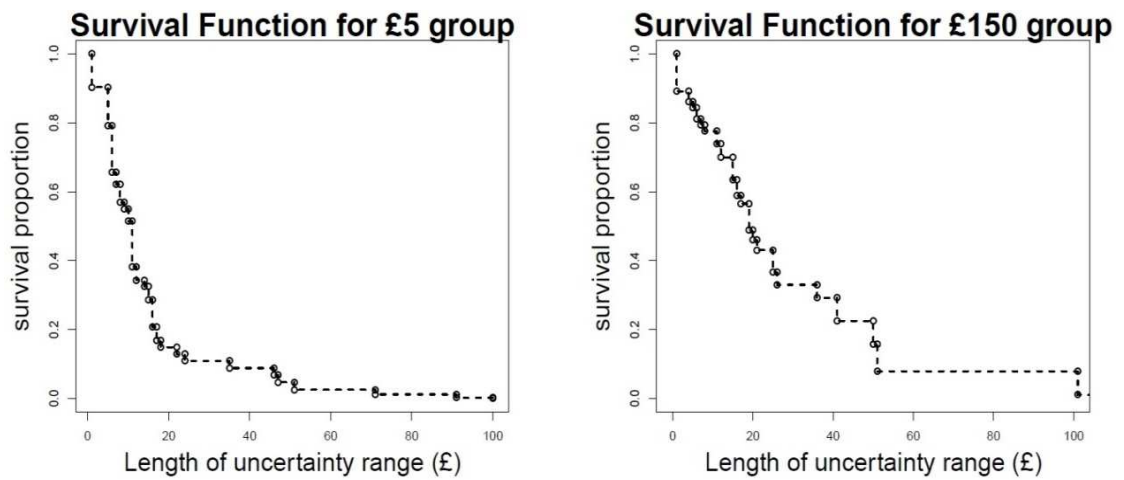 Survival Function for £5 group
survival proportion
0.0 0.2 0.4 0.6 0.8 1.0
0 20 40 60 80 100
Length of uncertainty range (£)
Survival Function for £150 group
survival proportion
0.0 0.2 0.4 0.6 0.8 1.0
0 20 40 60 80 100
Length of uncertainty range (£)